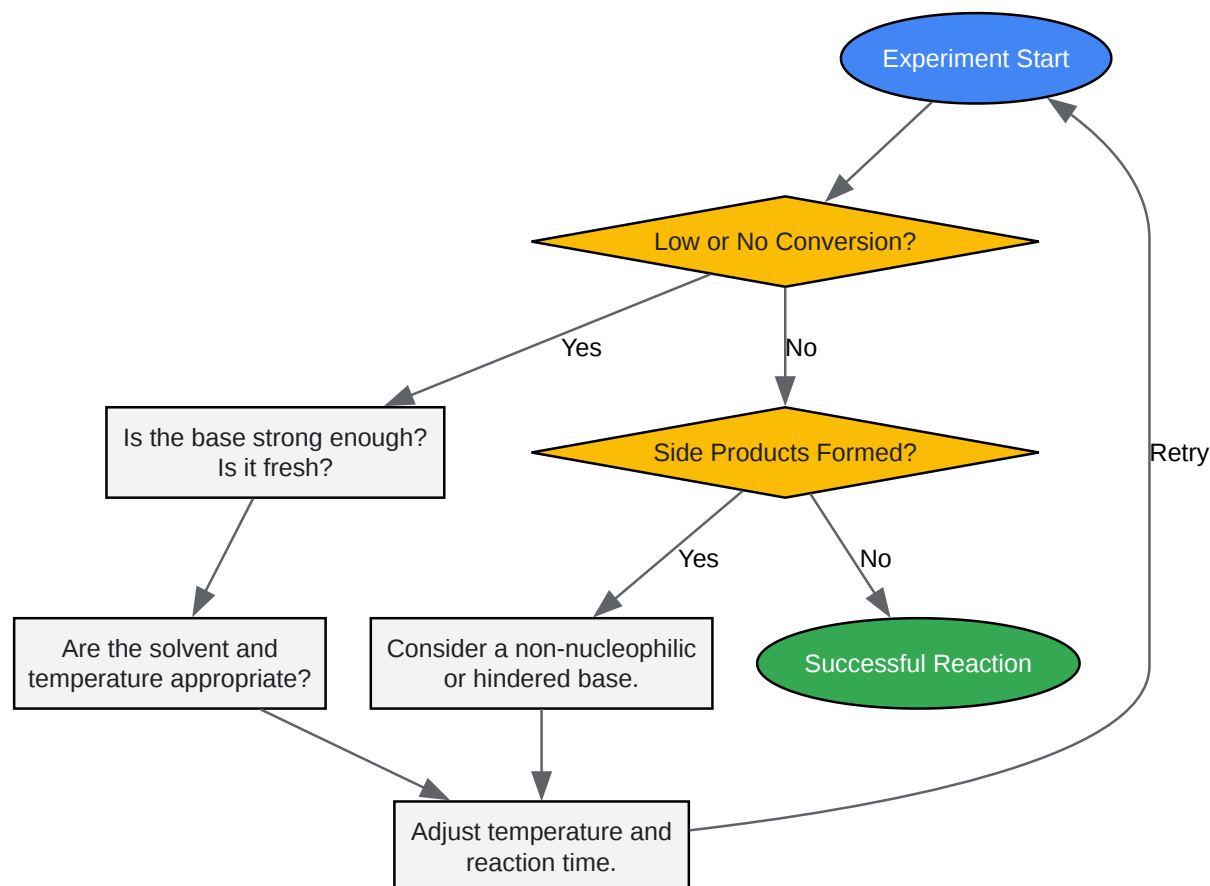 Experiment Start
Low or No Conversion?
Yes
No
Is the base strong enough?
Is it fresh?
Side Products Formed?
Retry
Yes
No
Are the solvent and
temperature appropriate?
Consider a non-nucleophilic
or hindered base.
Successful Reaction
Adjust temperature and
reaction time.